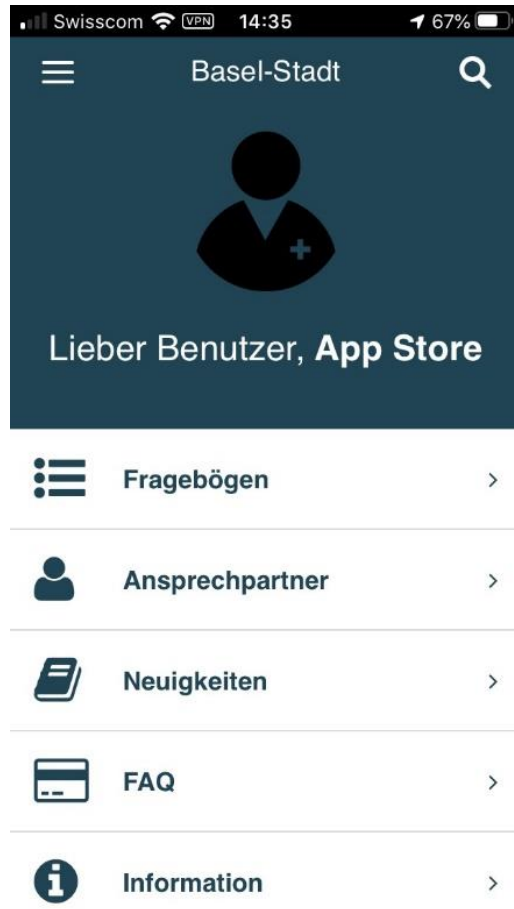 Swisscom VPN 14:35 67%
Basel-Stadt
Lieber Benutzer, App Store
Fragebögen
Ansprechpartner
Neuigkeiten
FAQ
Information